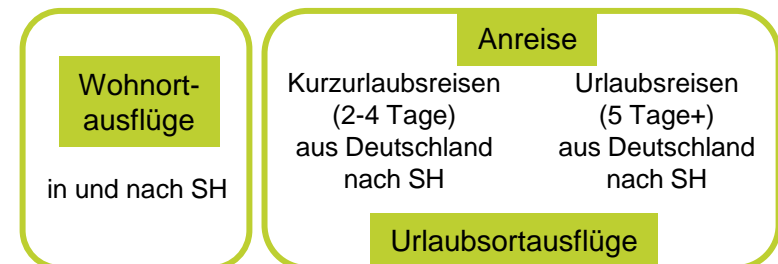 Wohnort-
ausflüge
in und nach SH
Anreise
Kurzurlaubsreisen
(2-4 Tage)
aus Deutschland
nach SH
Urlaubsreisen
(5 Tage+)
aus Deutschland
nach SH
Urlaubsortausflüge